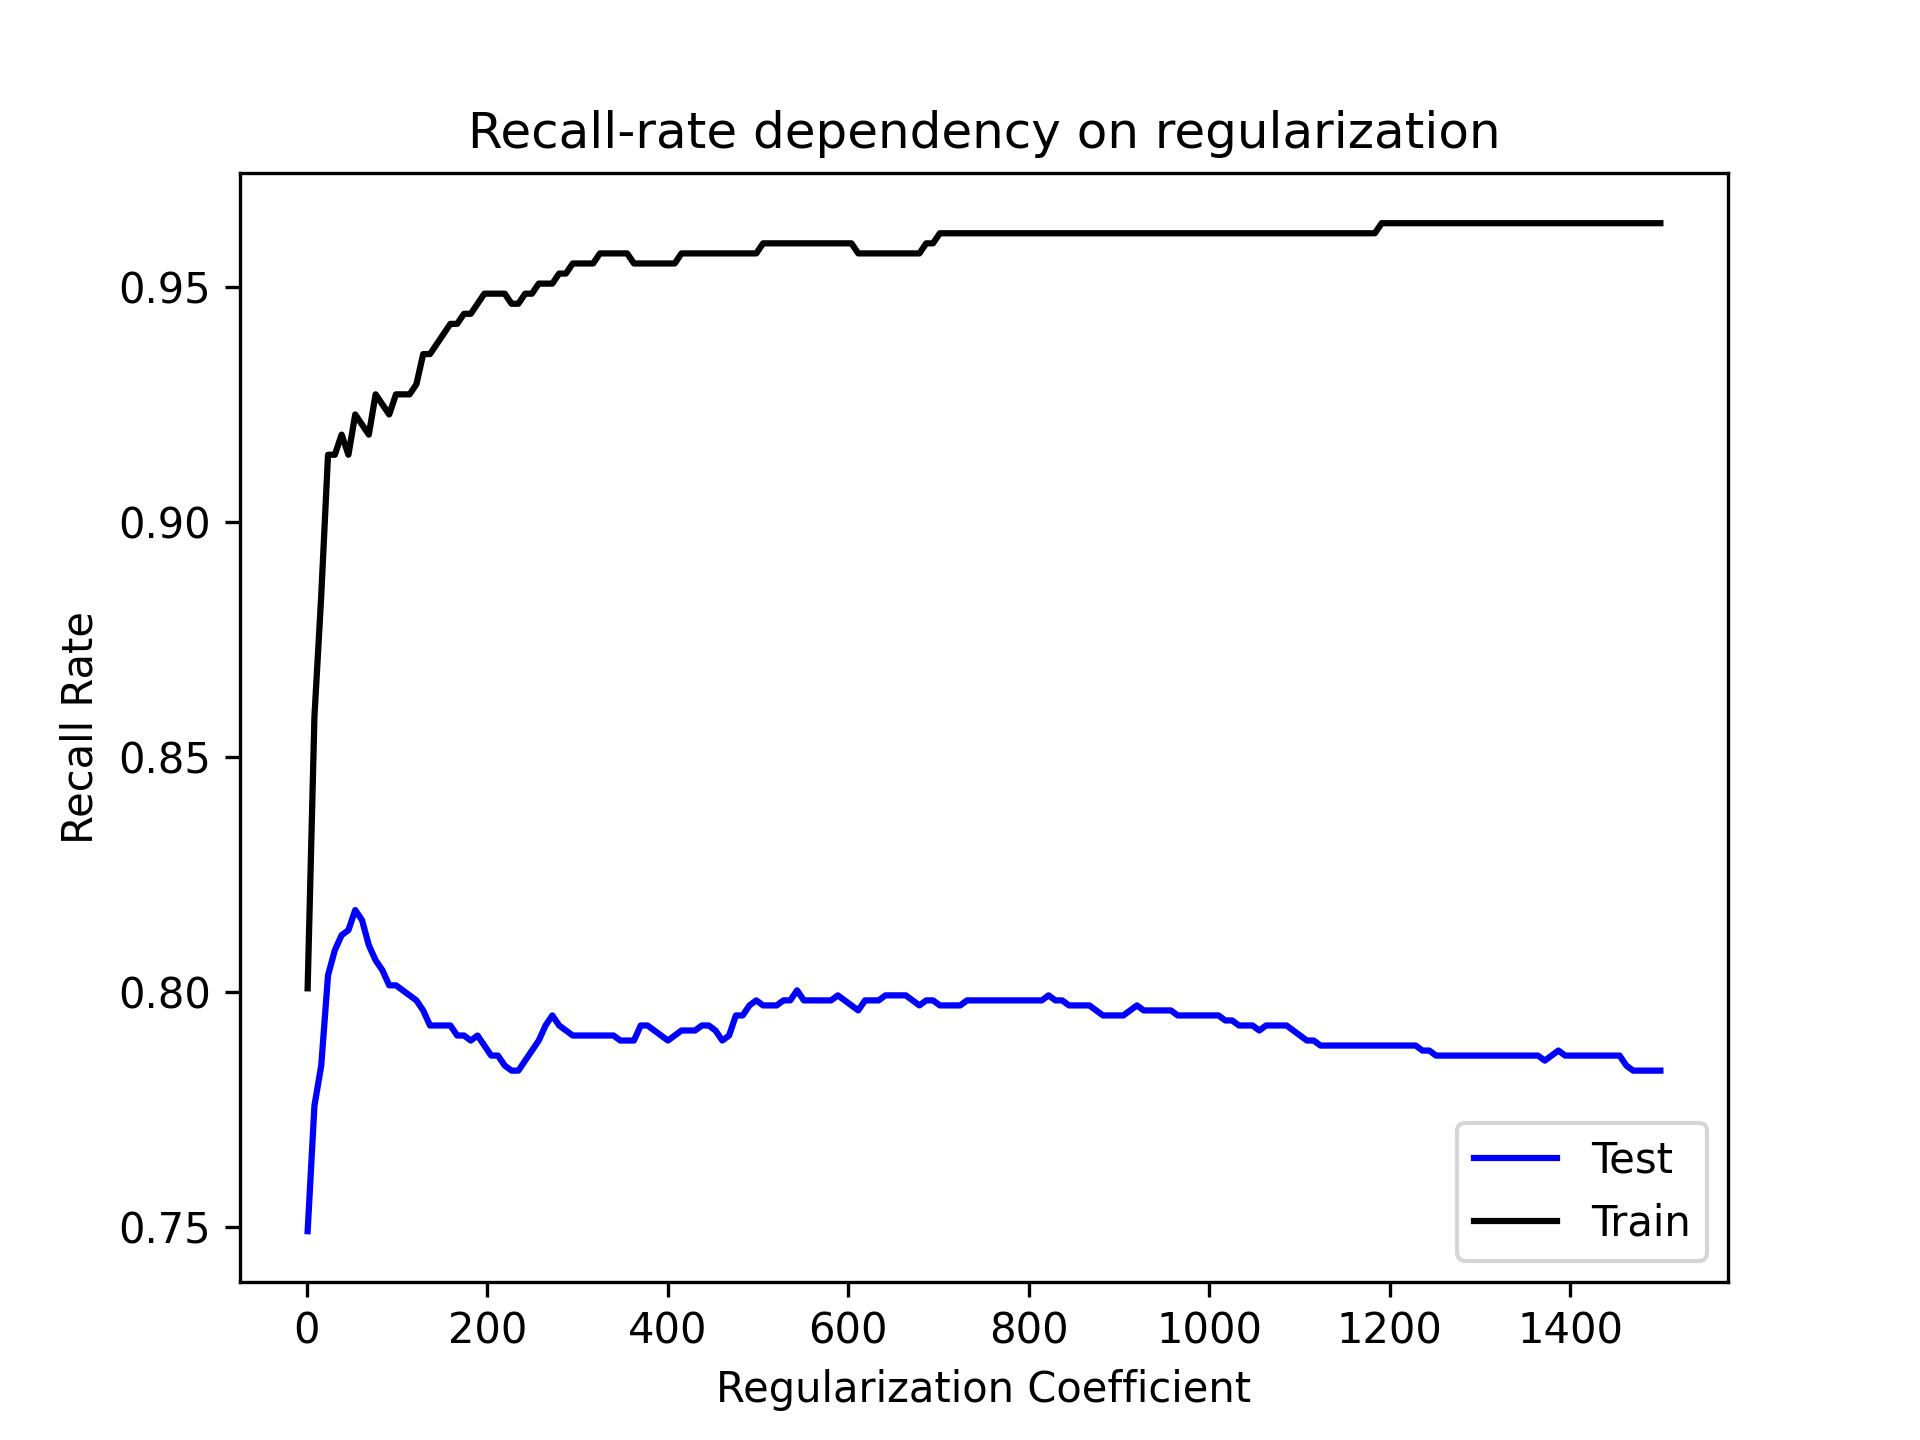 Recall-rate dependency on regularization
Recall Rate
0.95
0.90
0.85
0.80
0.75
0 200 400 600 800 1000 1200 1400
Regularization Coefficient
Test
Train